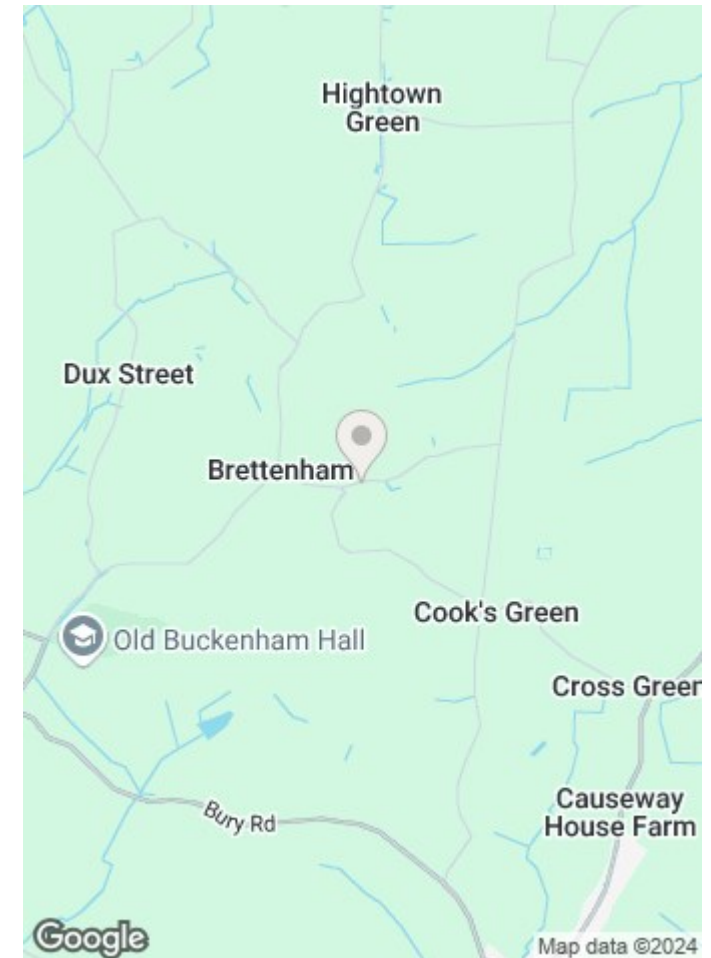 Hightown
Green
Dux Street
Brettenham
Cook's Green
Old Buckenham Hall
Cross Green
Causeway
House Farm
Bury Rd
Google
Map data ©2024